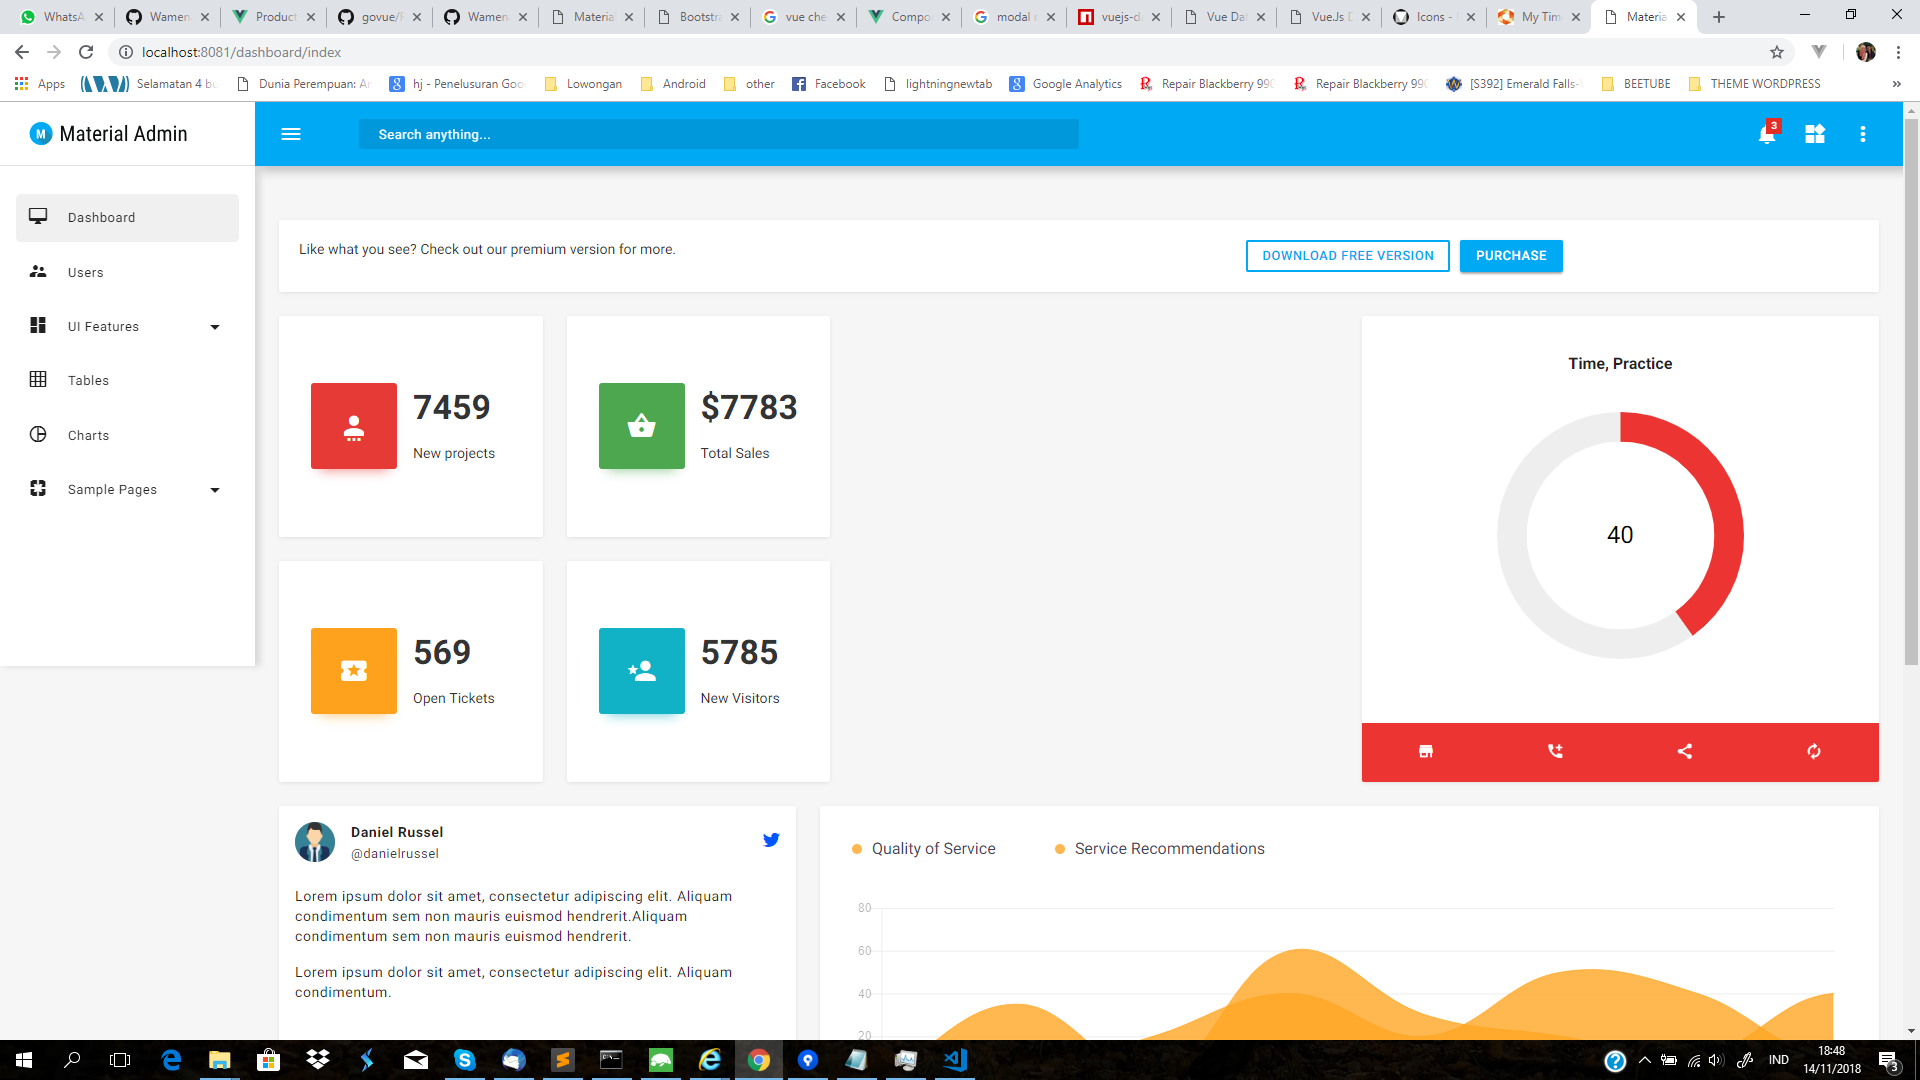 WhatsA
Wamen
Product
govue/F
Wamen
Materia
Bootstra
vue che
Compo
modal r
vuejs-d
Vue Dat
VueJs D
Icons -
My Tim
Materia
localhost:8081/dashboard/index
Apps
Selamatan 4 bu
Dunia Perempuan: A
hj - Penelusuran Goo
Lowongan
Android
other
Facebook
lightningnewtab
Google Analytics
Repair Blackberry 990
Repair Blackberry 990
[S392] Emerald Falls-
BEETUBE
THEME WORDPRESS
»
M Material Admin
Search anything...
3
Dashboard
Users
UI Features
Tables
Charts
Sample Pages
Like what you see? Check out our premium version for more.
DOWNLOAD FREE VERSION
PURCHASE
7459
New projects
$7783
Total Sales
569
Open Tickets
5785
New Visitors
Time, Practice
40
Daniel Russel
@danielrussel
Lorem ipsum dolor sit amet, consectetur adipiscing elit. Aliquam
condimentum sem non mauris euismod hendrerit.Aliquam
condimentum sem non mauris euismod hendrerit.
Lorem ipsum dolor sit amet, consectetur adipiscing elit. Aliquam
condimentum.
Quality of Service
Service Recommendations
80
60
40
20
IND
18:48
14/11/2018
3